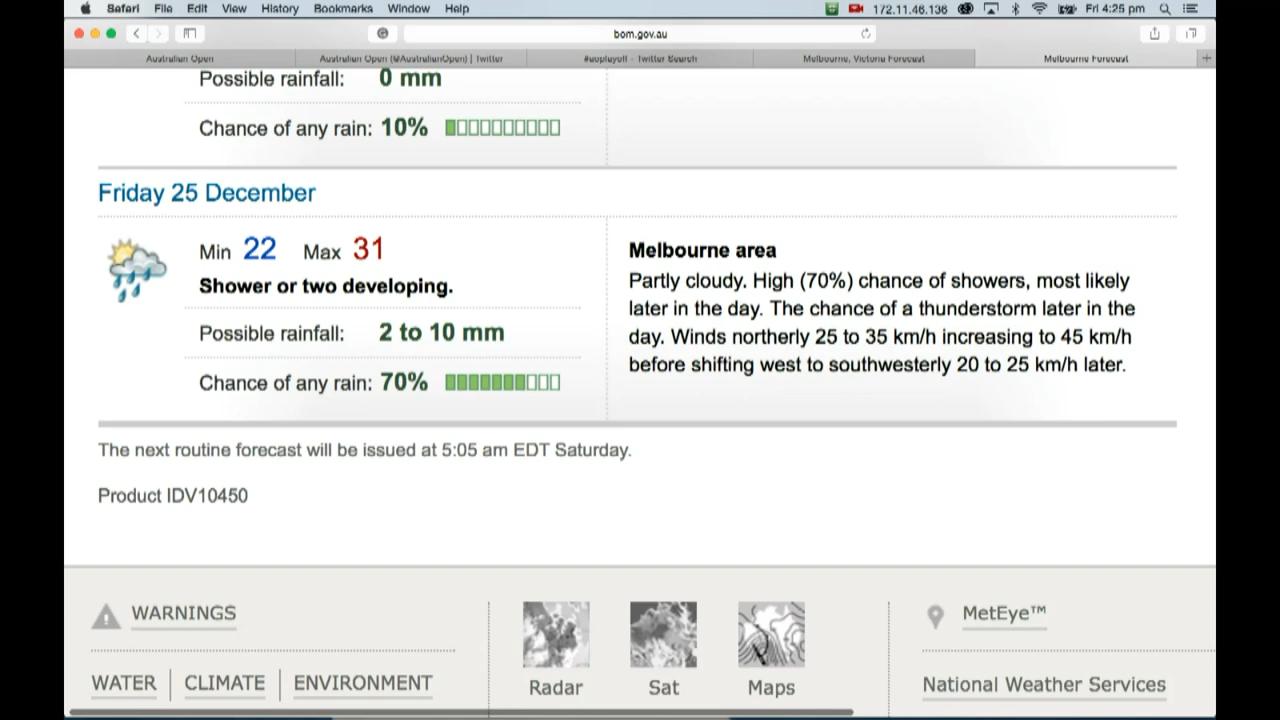 Safari File Edit View History Bookmarks Window Help 172.11.46.136 Fri 4:25 pm
bom.gov.au
Australian Open Australian Open (@AustralianOpen) | Twitter #aoplayoff - Twitter Search Melbourne, Victoria Forecast Melbourne Forecast
Possible rainfall: 0 mm
Chance of any rain: 10%
Friday 25 December
Min 22 Max 31
Shower or two developing.
Possible rainfall: 2 to 10 mm
Chance of any rain: 70%
Melbourne area
Partly cloudy. High (70%) chance of showers, most likely
later in the day. The chance of a thunderstorm later in the
day. Winds northerly 25 to 35 km/h increasing to 45 km/h
before shifting west to southwesterly 20 to 25 km/h later.
The next routine forecast will be issued at 5:05 am EDT Saturday.
Product IDV10450
WARNINGS
WATER CLIMATE ENVIRONMENT
Radar Sat Maps
MetEye™
National Weather Services